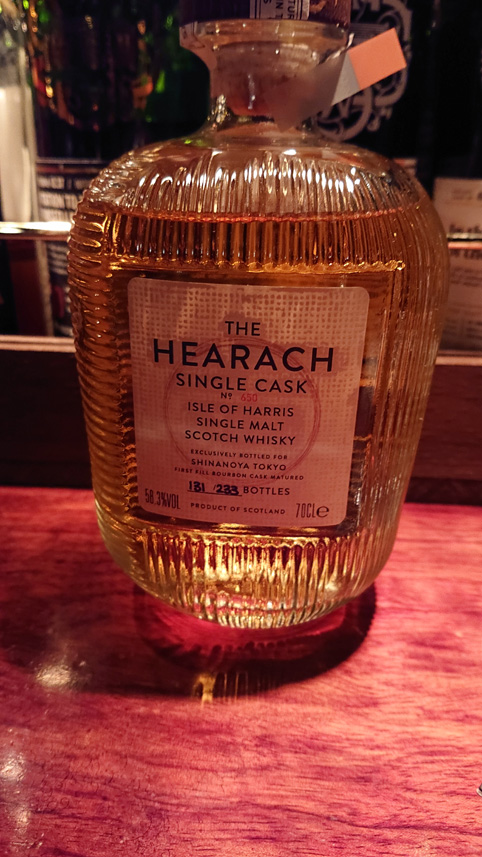 THE
HEARACH
SINGLE CASK
Nº 650
ISLE OF HARRIS
SINGLE MALT
SCOTCH WHISKY
EXCLUSIVELY BOTTLED FOR
SHINANOYA TOKYO
FIRST FILL BOURBON CASK MATURED
131 / 233 BOTTLES
58.3%VOL PRODUCT OF SCOTLAND 70CL e